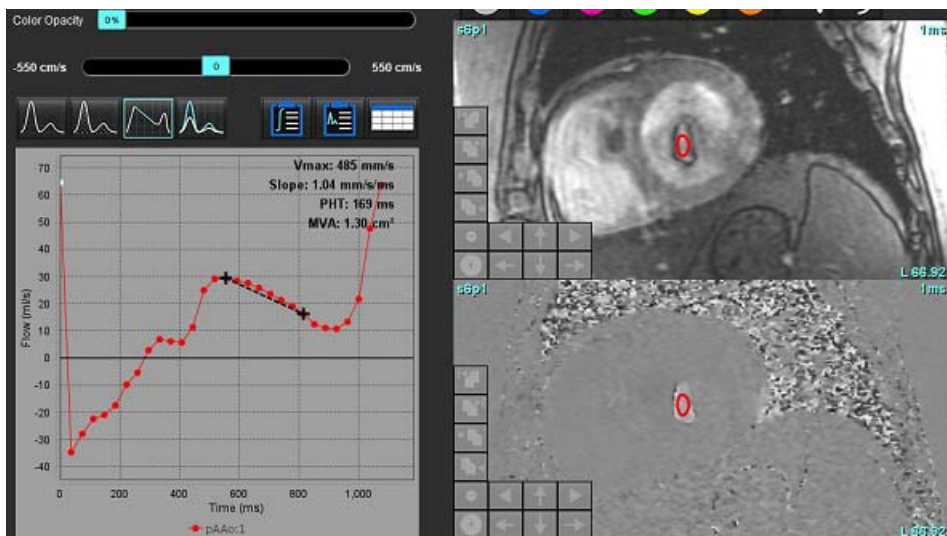 Color Opacity 0%
-550 cm/s 0 550 cm/s
Vmax: 485 mm/s
Slope: 1.04 mm/s/ms
PHT: 169 ms
MVA: 1.30 cm²
Flow (ml/s)
70
60
50
40
30
20
10
0
-10
-20
-30
-40
0 200 400 600 800 1,000
Time (ms)
pAAo:1
s6p1 1ms
L 66.92
s6p1 1ms
L 66.92